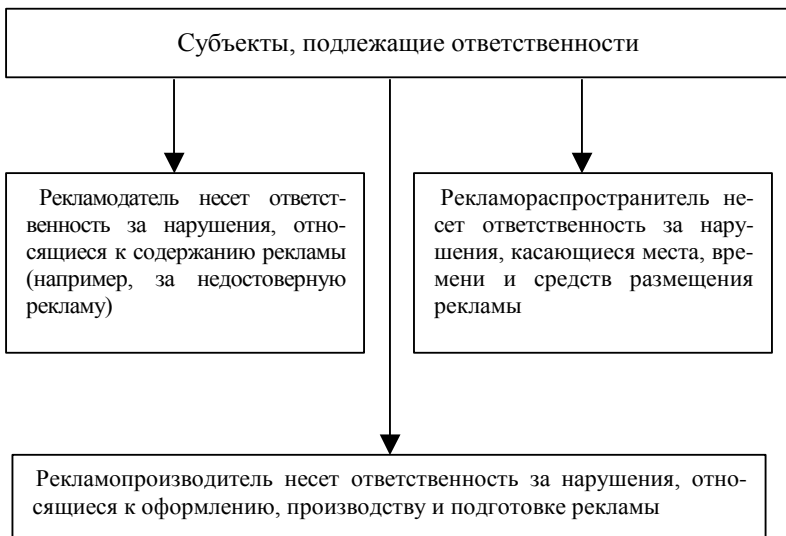 Субъекты, подлежащие ответственности
Рекламодатель несет ответст-
венность за нарушения, отно-
сящиеся к содержанию рекламы
(например, за недостоверную
рекламу)
Рекламораспространитель не-
сет ответственность за нару-
шения, касающиеся места, вре-
мени и средств размещения
рекламы
Рекламопроизводитель несет ответственность за нарушения, отно-
сящиеся к оформлению, производству и подготовке рекламы